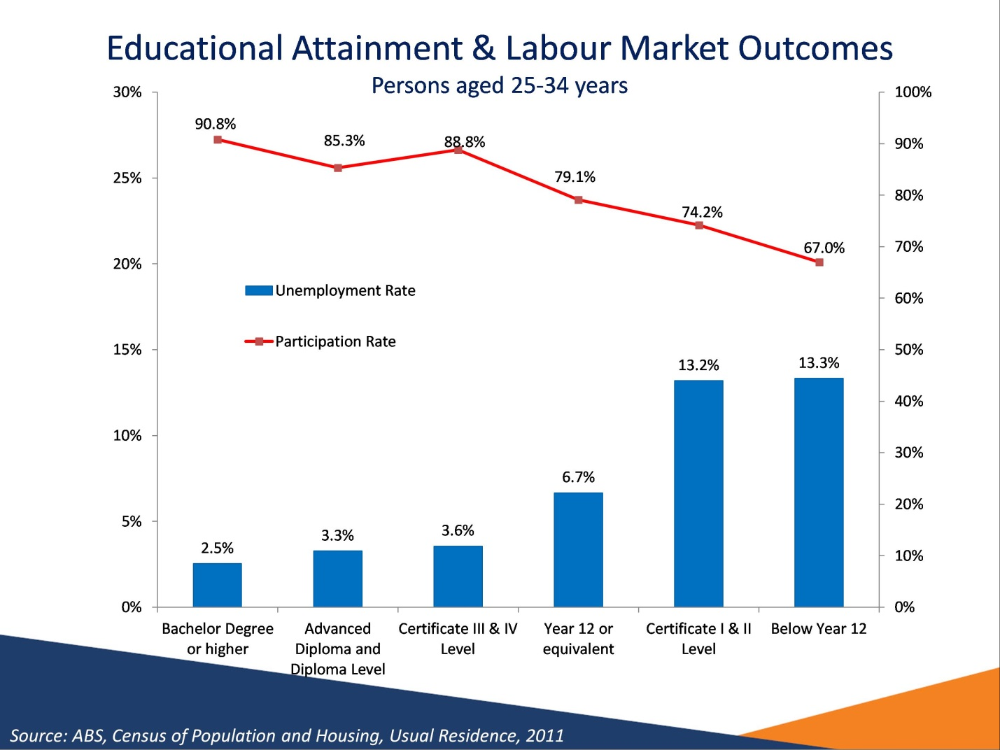 Educational Attainment & Labour Market Outcomes
Persons aged 25-34 years
30%
25%
20%
15%
10%
5%
0%
100%
90%
80%
70%
60%
50%
40%
30%
20%
10%
0%
90.8%
85.3%
88.8%
79.1%
74.2%
67.0%
Unemployment Rate
Participation Rate
2.5%
3.3%
3.6%
6.7%
13.2%
13.3%
Bachelor Degree
or higher
Advanced
Diploma and
Diploma Level
Certificate III & IV
Level
Year 12 or
equivalent
Certificate I & II
Level
Below Year 12
Source: ABS, Census of Population and Housing, Usual Residence, 2011